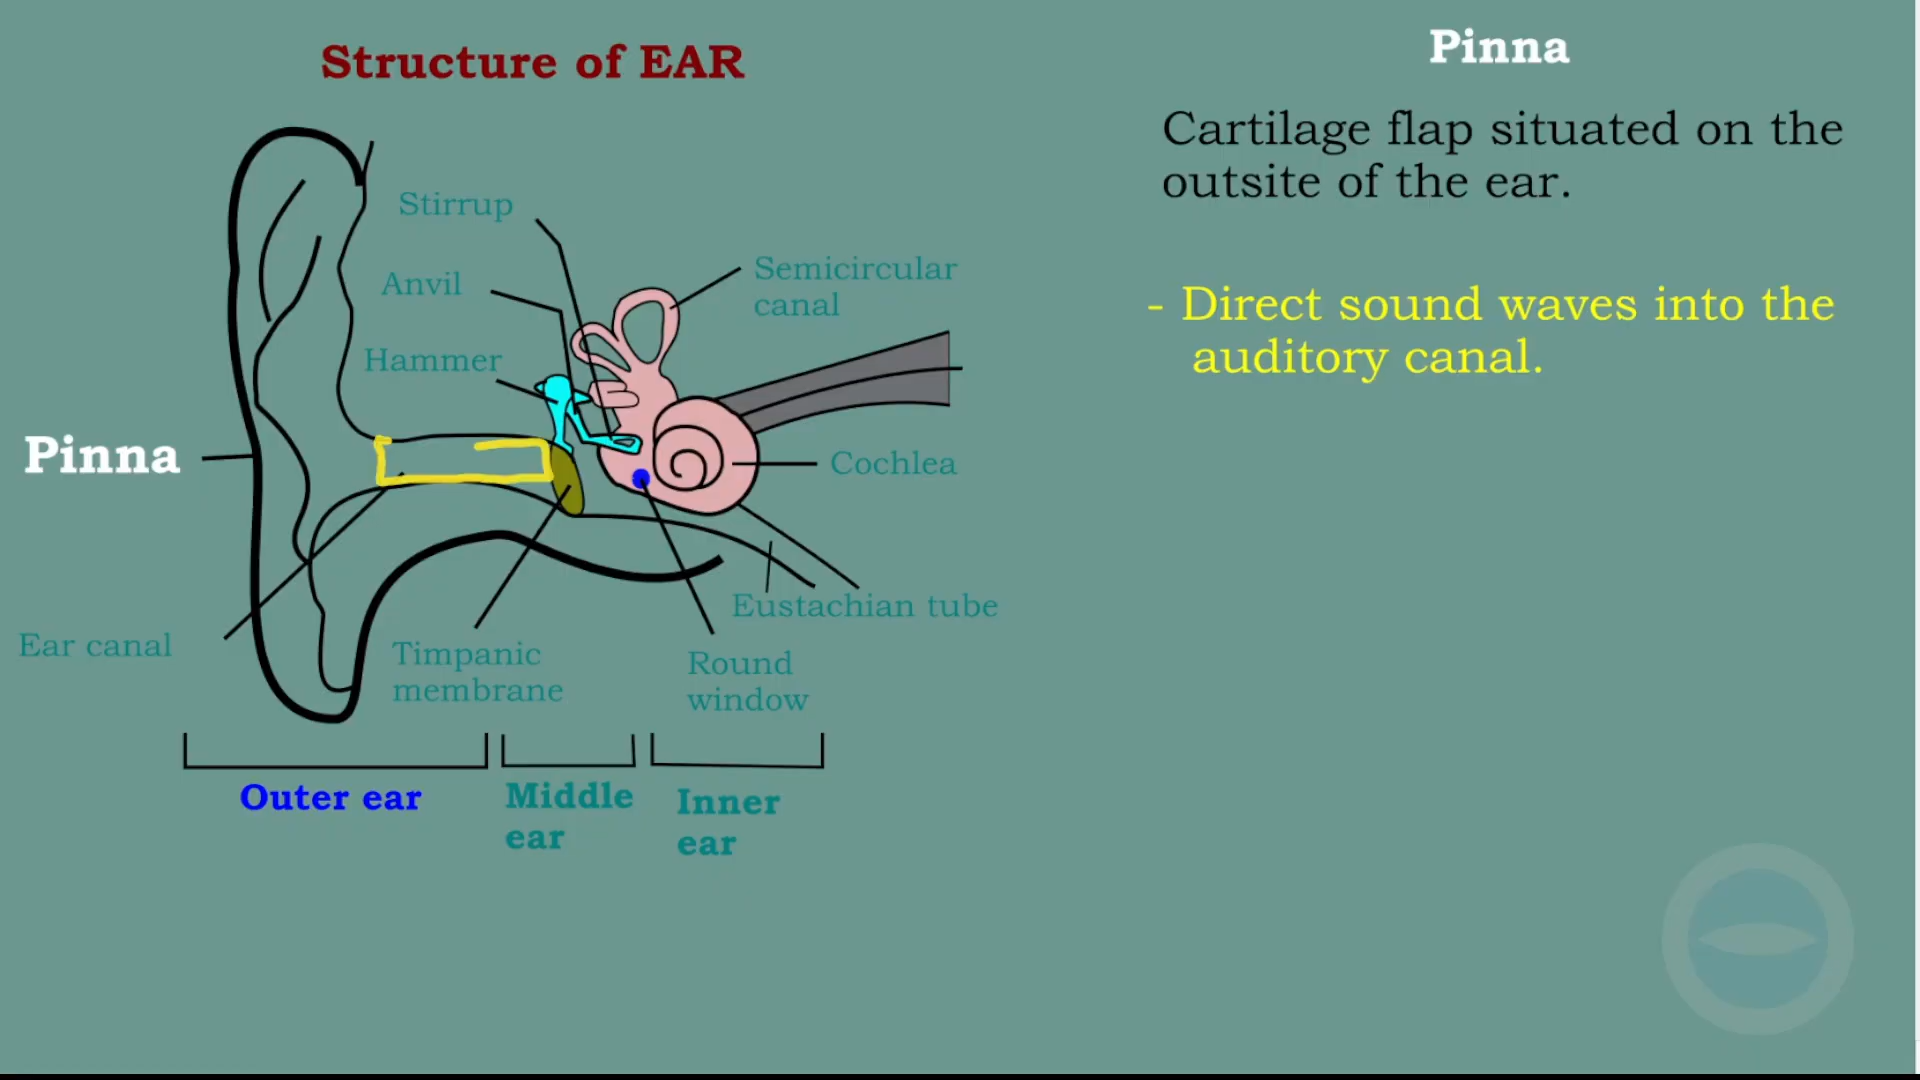 Structure of EAR
Stirrup
Anvil
Hammer
Semicircular
canal
Pinna
Cochlea
Ear canal
Timpanic
membrane
Eustachian tube
Round
window
Outer ear
Middle
ear
Inner
ear
Pinna
Cartilage flap situated on the
outsite of the ear.
- Direct sound waves into the
auditory canal.